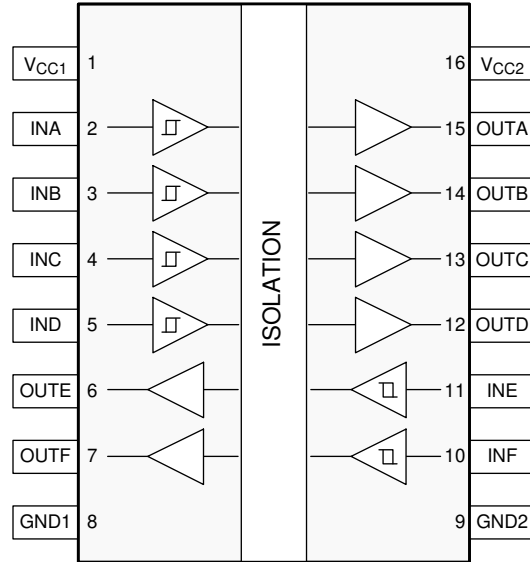 VCC1 1 16 VCC2
INA 2 15 OUTA
INB 3 14 OUTB
INC 4 13 OUTC
IND 5 12 OUTD
OUTE 6 11 INE
OUTF 7 10 INF
GND1 8 9 GND2
ISOLATION